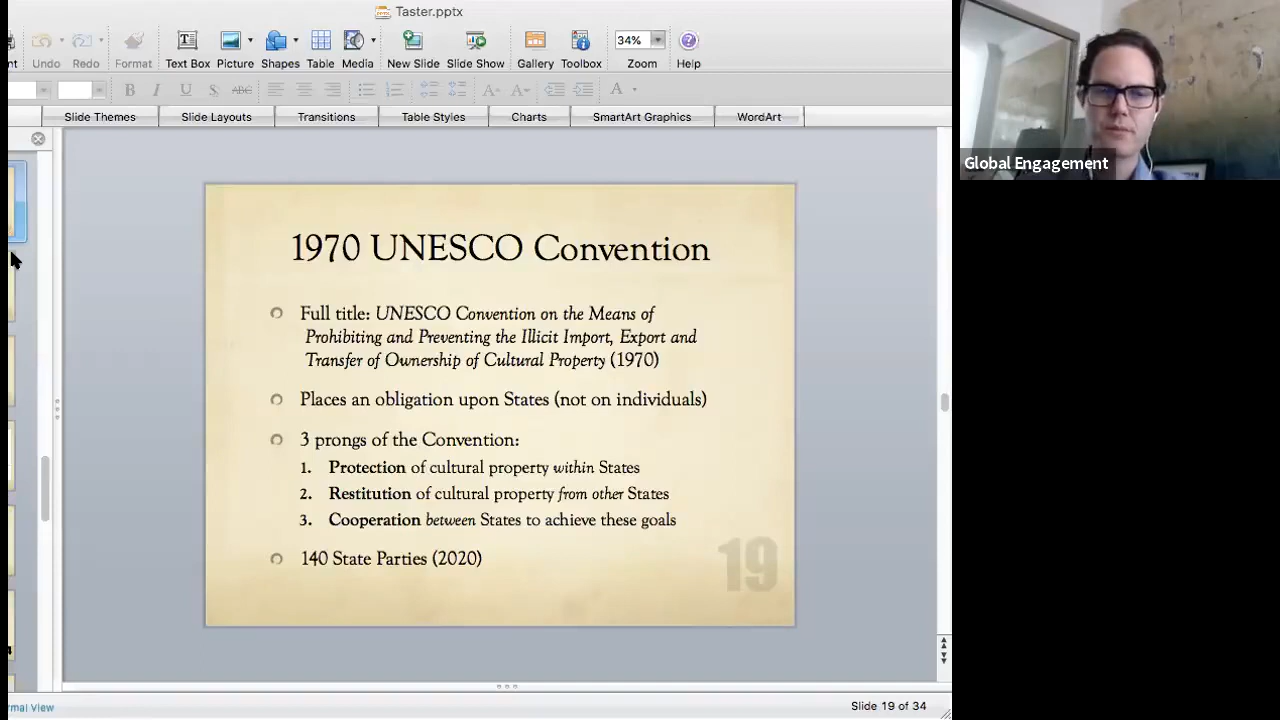 Taster.pptx
34%
nt Undo Redo Format Text Box Picture Shapes Table Media New Slide Slide Show Gallery Toolbox Zoom Help
B I U S ABC A A A
Slide Themes Slide Layouts Transitions Table Styles Charts SmartArt Graphics WordArt
Global Engagement
1970 UNESCO Convention
Full title: UNESCO Convention on the Means of
Prohibiting and Preventing the Illicit Import, Export and
Transfer of Ownership of Cultural Property (1970)
Places an obligation upon States (not on individuals)
3 prongs of the Convention:
1. Protection of cultural property within States
2. Restitution of cultural property from other States
3. Cooperation between States to achieve these goals
140 State Parties (2020)
19
rmal View
Slide 19 of 34